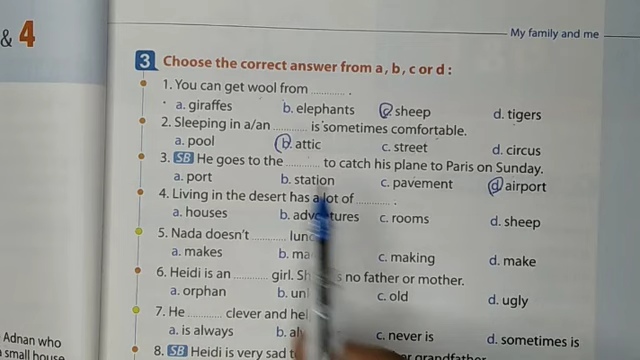 & 4
My family and me
3 Choose the correct answer from a, b, c or d :
1. You can get wool from ............ .
a. giraffes b. elephants c. sheep d. tigers
2. Sleeping in a/an ............ is sometimes comfortable.
a. pool b. attic c. street d. circus
3. SB He goes to the ............ to catch his plane to Paris on Sunday.
a. port b. station c. pavement d. airport
4. Living in the desert has a lot of ............ .
a. houses b. adventures c. rooms d. sheep
5. Nada doesn't ............
a. makes b. c. making d. make
6. Heidi is an ............ girl. no father or mother.
a. orphan b. c. old d. ugly
7. He ............ clever and
a. is always b. c. never is d. sometimes is
8. SB Heidi is very sad grandfather
Adnan who
small house